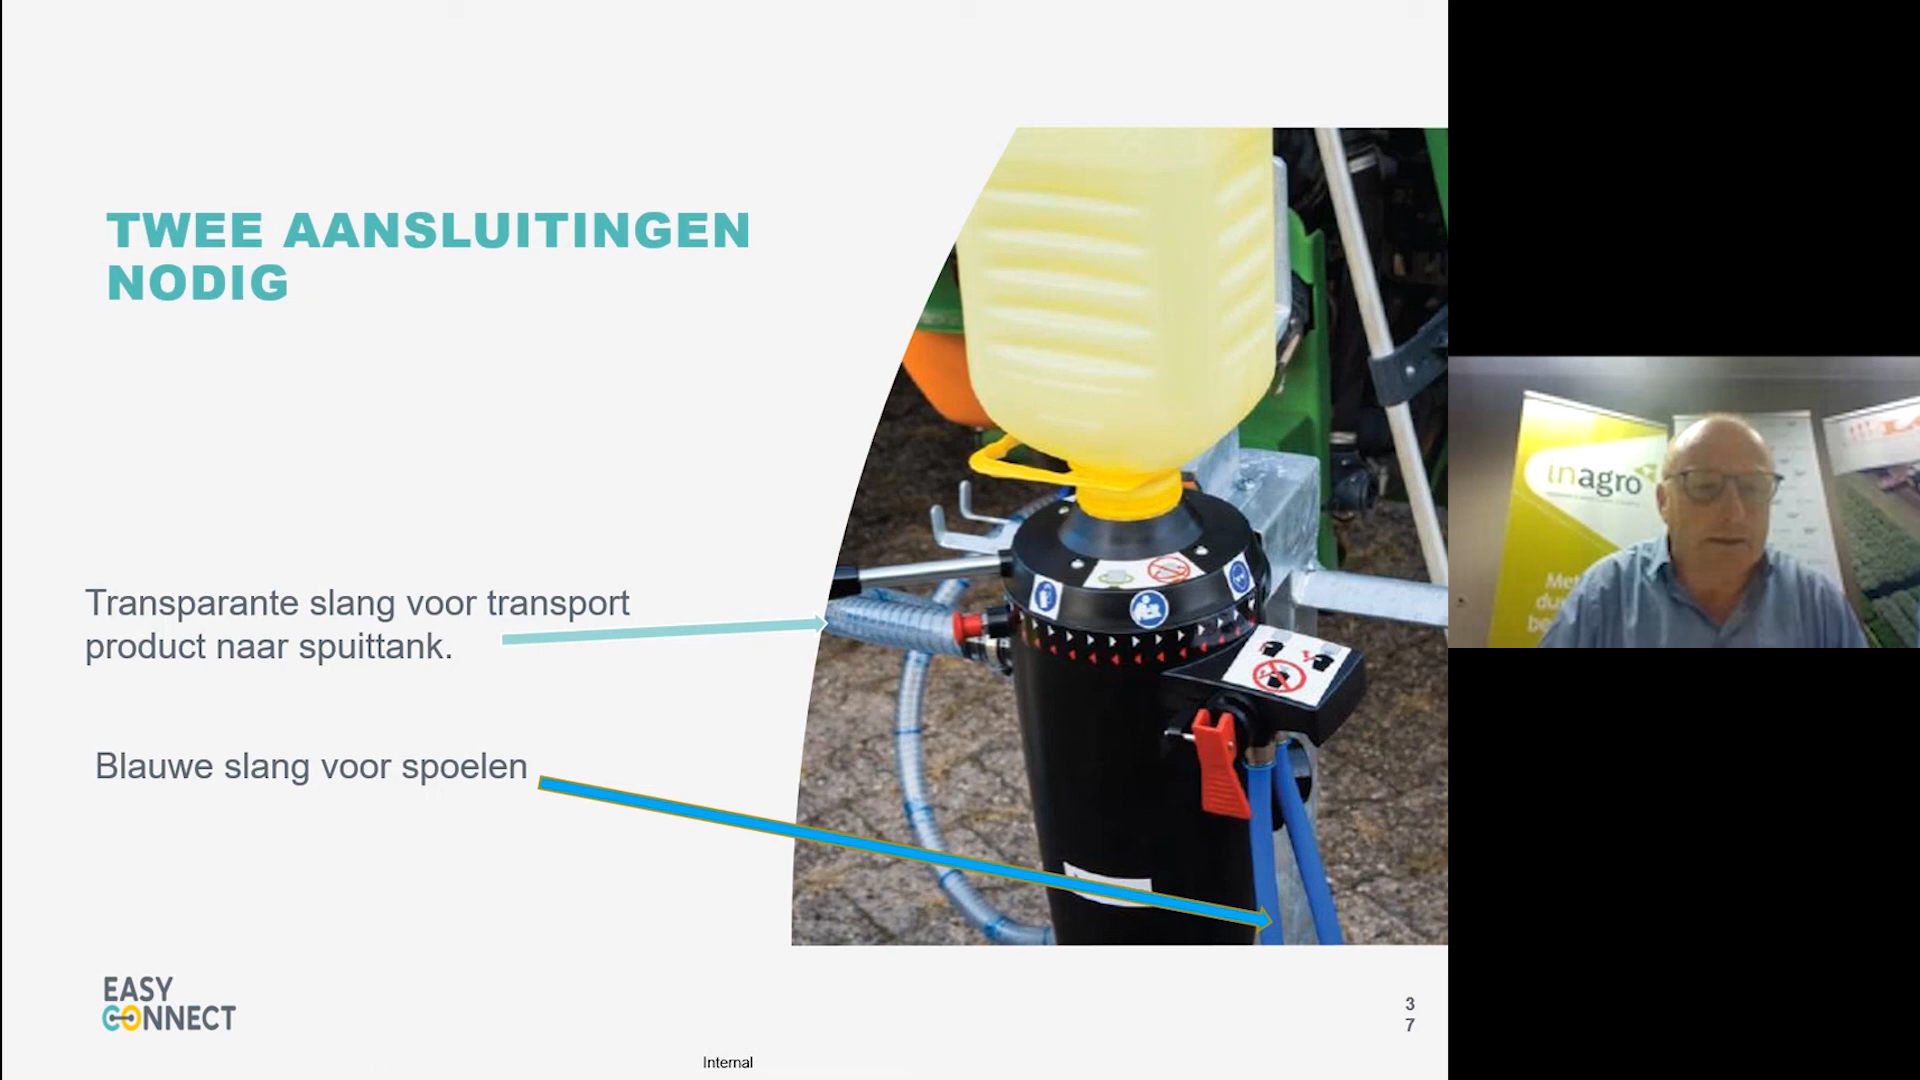 TWEE AANSLUITINGEN
NODIG
Transparante slang voor transport
product naar spuittank.
Blauwe slang voor spoelen
EASY
CONNECT
3
7
Internal
inagro
Met